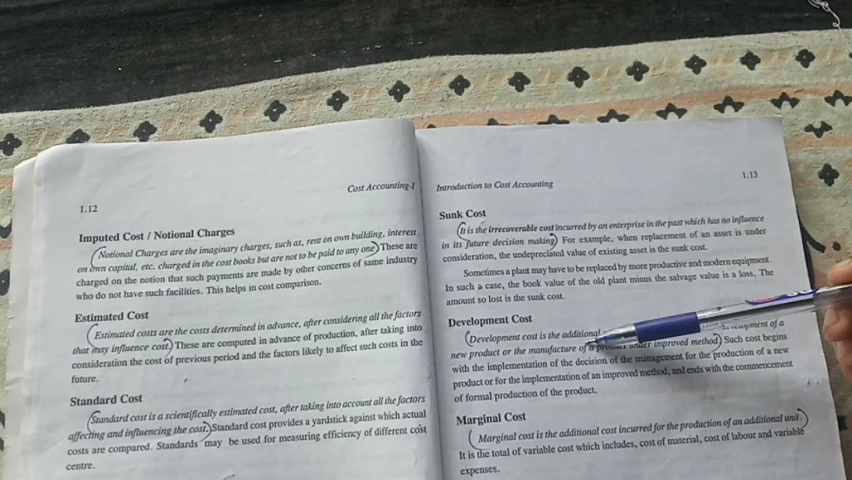 1.12
Cost Accounting-I
Imputed Cost / Notional Charges
Notional Charges are the imaginary charges, such as, rent on own building, interest
on own capital, etc. charged in the cost books but are not to be paid to any one. These are
charged on the notion that such payments are made by other concerns of same industry
who do not have such facilities. This helps in cost comparison.
Estimated Cost
Estimated costs are the costs determined in advance, after considering all the factors
that may influence cost. These are computed in advance of production, after taking into
consideration the cost of previous period and the factors likely to affect such costs in the
future.
Standard Cost
Standard cost is a scientifically estimated cost, after taking into account all the factors
affecting and influencing the cost. Standard cost provides a yardstick against which actual
costs are compared. Standards may be used for measuring efficiency of different cost
centre.
Introduction to Cost Accounting
1.13
Sunk Cost
It is the irrecoverable cost incurred by an enterprise in the past which has no influence
in its future decision making. For example, when replacement of an asset is under
consideration, the undepreciated value of existing asset is the sunk cost.
Sometimes a plant may have to be replaced by more productive and modern equipment.
In such a case, the book value of the old plant minus the salvage value is a loss. The
amount so lost is the sunk cost.
Development Cost
Development cost is the additional of a
new product or the manufacture of a product under improved method. Such cost begins
with the implementation of the decision of the management for the production of a new
product or for the implementation of an improved method, and ends with the commencement
of formal production of the product.
Marginal Cost
Marginal cost is the additional cost incurred for the production of an additional unit.
It is the total of variable cost which includes, cost of material, cost of labour and variable
expenses.